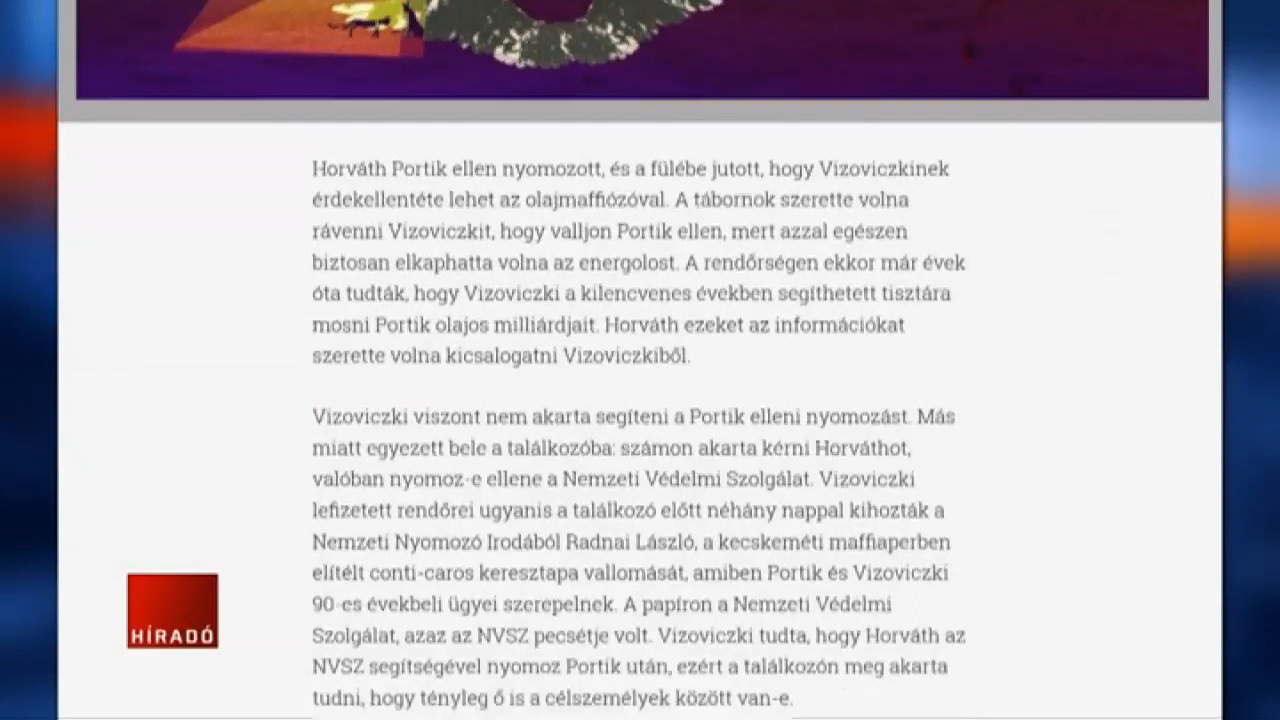 Horváth Portik ellen nyomozott, és a fülébe jutott, hogy Vizoviczkinek
érdekellentéte lehet az olajmaffiózóval. A tábornok szerette volna
rávenni Vizoviczkit, hogy valljon Portik ellen, mert azzal egészen
biztosan elkaphatta volna az energolost. A rendőrségen ekkor már évek
óta tudták, hogy Vizoviczki a kilencvenes években segíthetett tisztára
mosni Portik olajos milliárdjait. Horváth ezeket az információkat
szerette volna kicsalogatni Vizoviczkiből.
Vizoviczki viszont nem akarta segíteni a Portik elleni nyomozást. Más
miatt egyezett bele a találkozóba: számon akarta kérni Horváthot,
valóban nyomoz-e ellene a Nemzeti Védelmi Szolgálat. Vizoviczki
lefizetett rendőrei ugyanis a találkozó előtt néhány nappal kihozták a
Nemzeti Nyomozó Irodából Radnai László, a kecskeméti maffiaperben
elítélt conti-caros keresztapa vallomását, amiben Portik és Vizoviczki
90-es évekbeli ügyei szerepelnek. A papíron a Nemzeti Védelmi
Szolgálat, azaz az NVSZ pecsétje volt. Vizoviczki tudta, hogy Horváth az
NVSZ segítségével nyomoz Portik után, ezért a találkozón meg akarta
tudni, hogy tényleg ő is a célszemélyek között van-e.
HÍRADÓ